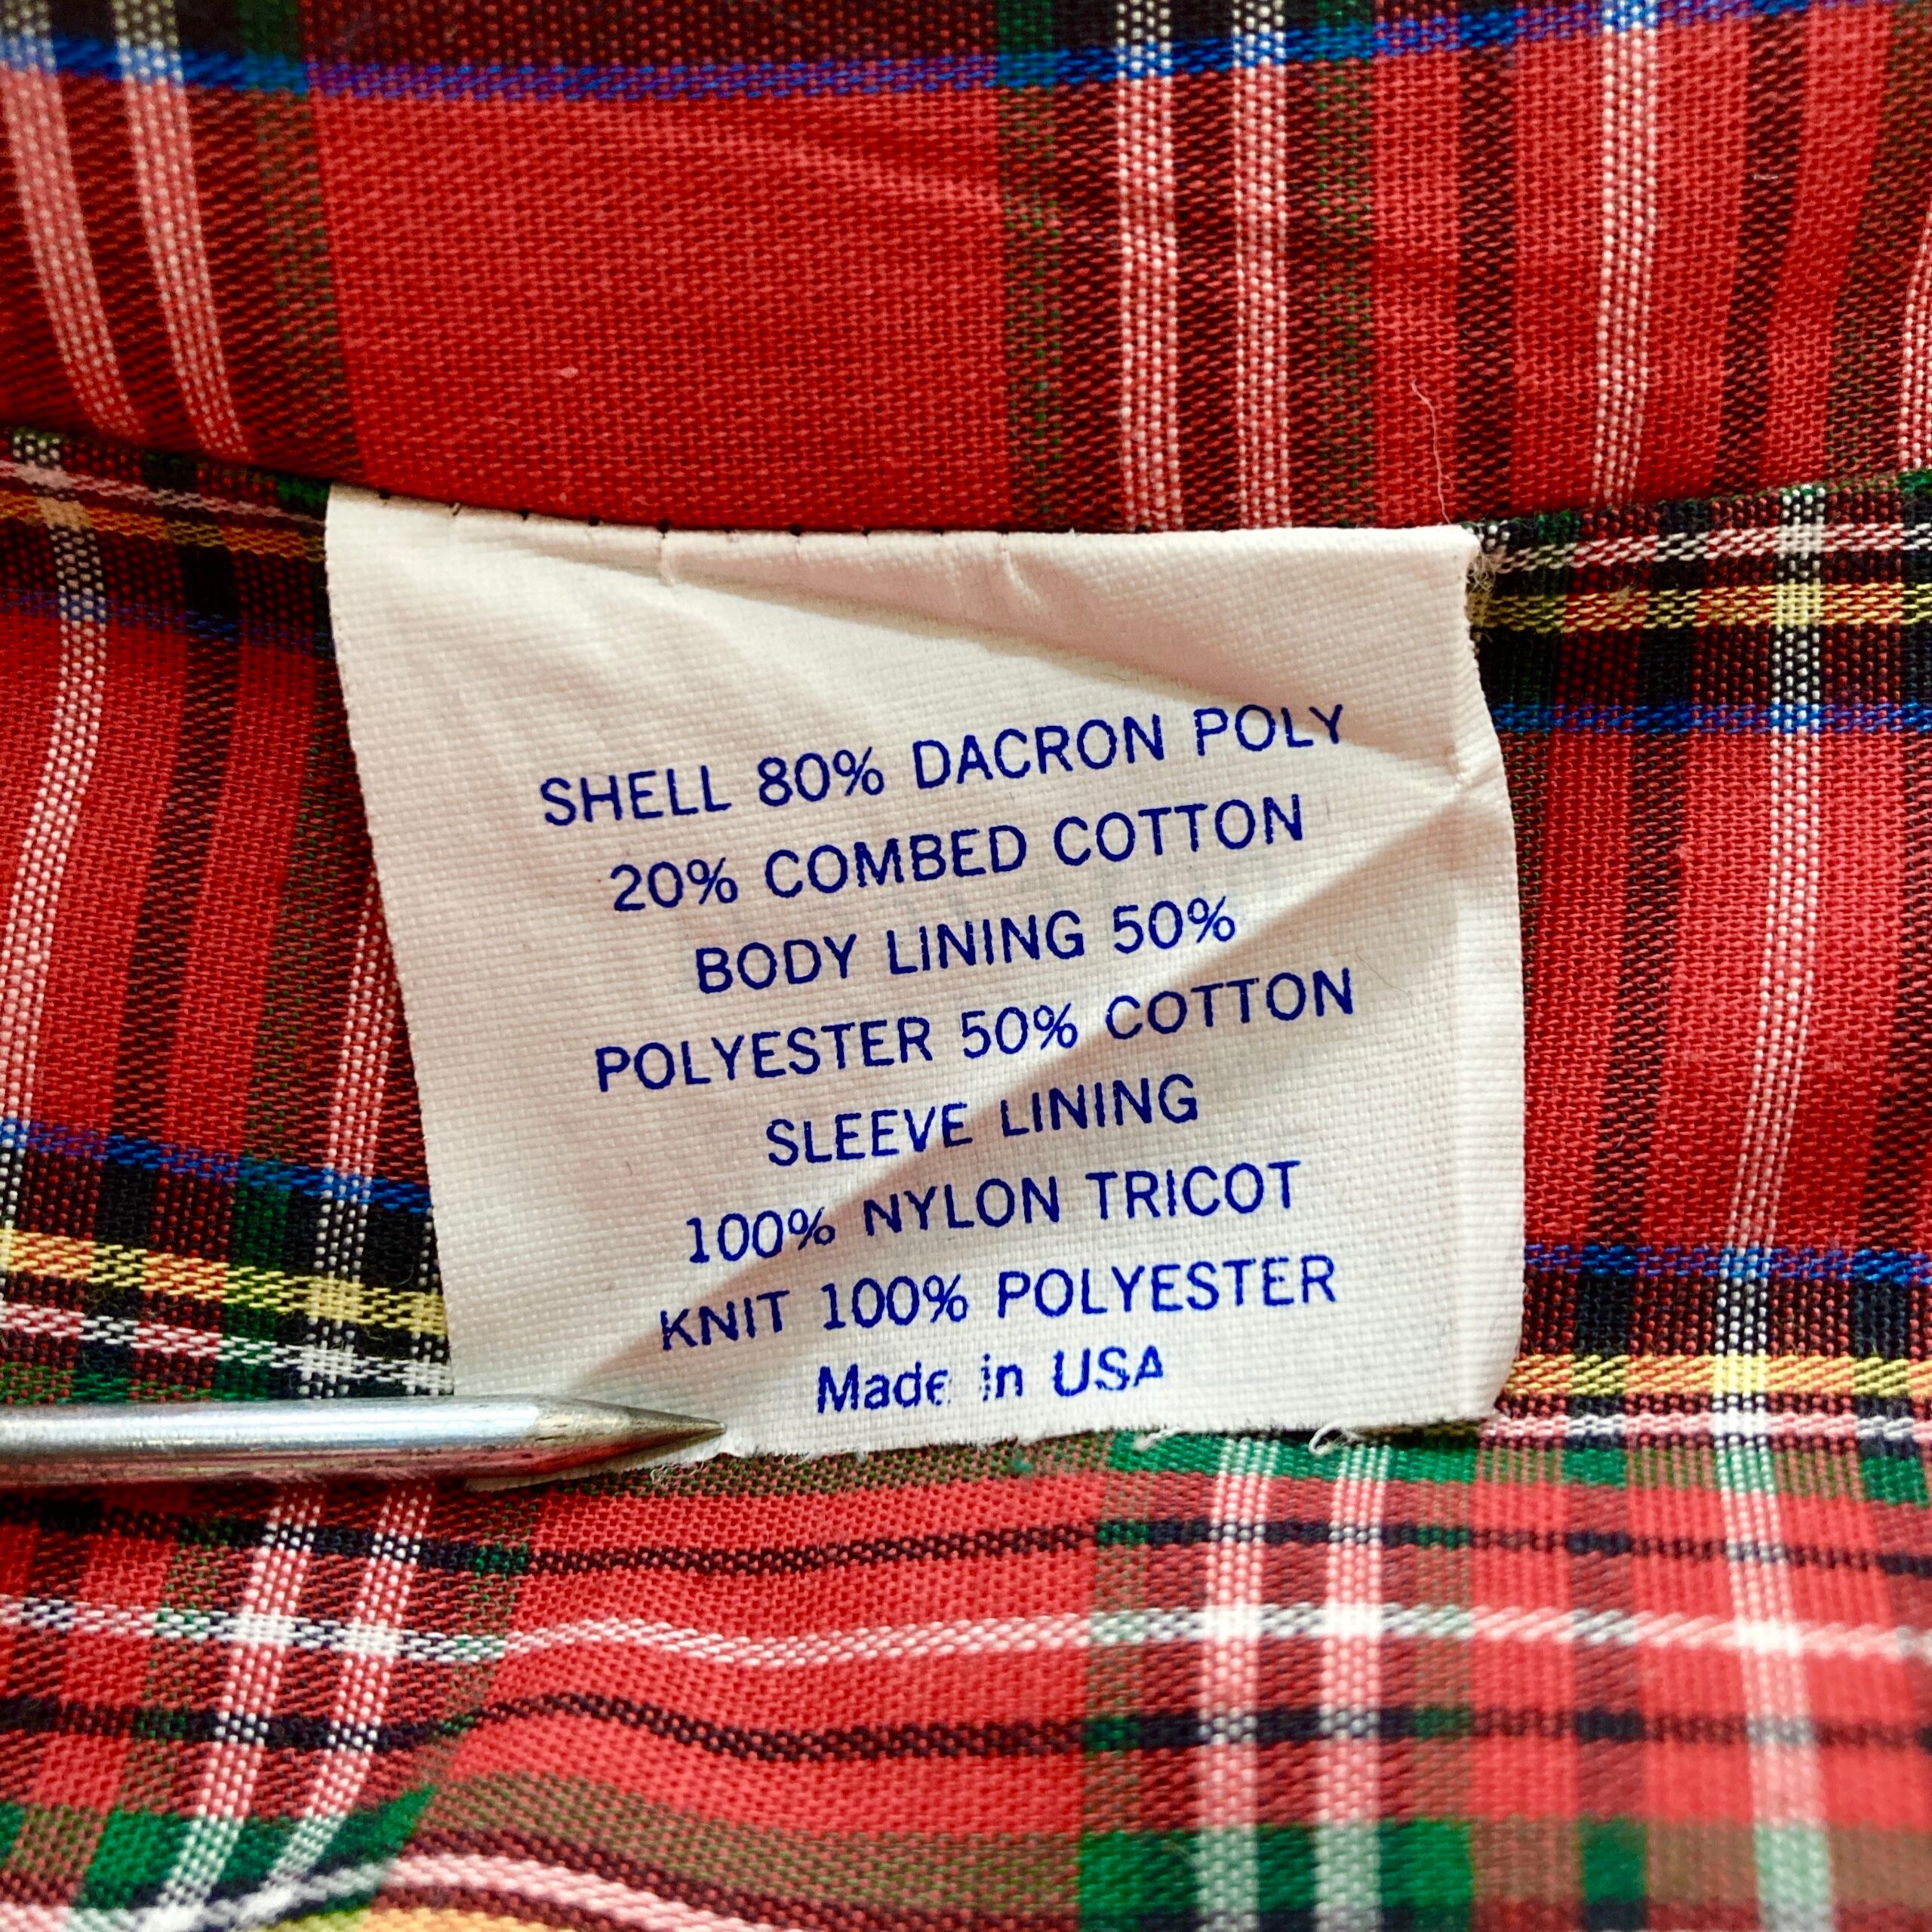 SHELL 80% DACRON POLY
20% COMBED COTTON
BODY LINING 50%
POLYESTER 50% COTTON
SLEEVE LINING
100% NYLON TRICOT
KNIT 100% POLYESTER
Made in USA